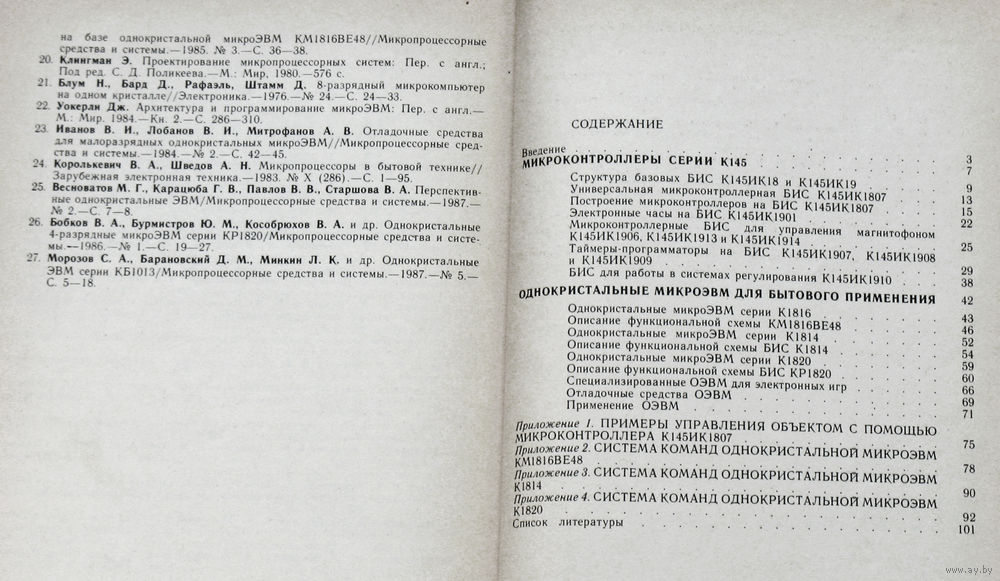 на базе однокристальной микроЭВМ КМ1816ВЕ48//Микропроцессорные
средства и системы.—1985. № 3.—С. 36—38.
20. Клингман Э. Проектирование микропроцессорных систем: Пер. с англ.;
Под ред. С. Д. Поликеева.—М.: Мир, 1980.—576 с.
21. Блум Н., Бард Д., Рафаэль, Штамм Д. 8-разрядный микрокомпьютер
на одном кристалле//Электроника.—1976.—№ 24.—С. 24—33.
22. Уокерли Дж. Архитектура и программирование микроЭВМ: Пер. с англ.—
М.: Мир. 1984.—Кн. 2.—С. 286—310.
23. Иванов В. И., Лобанов В. И., Митрофанов А. В. Отладочные средства
для малоразрядных однокристальных микроЭВМ//Микропроцессорные сред-
ства и системы.—1984.—№ 2.—С. 42—45.
24. Королькевич В. А., Шведов А. Н. Микропроцессоры в бытовой технике//
Зарубежная электронная техника.—1983. № X (286).—С. 1—95.
25. Весноватов М. Г., Карацюба Г. В., Павлов В. В., Старшова В. А. Перспектив-
ные однокристальные ЭВМ/Микропроцессорные средства и системы.—1987.—
№ 2.—С. 7—8.
26. Бобков В. А., Бурмистров Ю. М., Кособрюхов В. А. и др. Однокристальные
4-разрядные микроЭВМ серии КР1820/Микропроцессорные средства и систе-
мы.—1986.—№ 1.—С. 19—27.
27. Морозов С. А., Барановский Д. М., Минкин Л. К. и др. Однокристальные
ЭВМ серии КБ1013/Микропроцессорные средства и системы.—1987.—№ 5.—
С. 5—18.
СОДЕРЖАНИЕ
Введение . . . . . . . . . . 3
МИКРОКОНТРОЛЛЕРЫ СЕРИИ К145 . . . . . . 7
Структура базовых БИС К145ИК18 и К145ИК19 . . . . 9
Универсальная микроконтроллерная БИС К145ИК1807 . . . 13
Построение микроконтроллеров на БИС К145ИК1807 . . . 15
Электронные часы на БИС К145ИК1901 . . . . . 22
Микроконтроллерные БИС для управления магнитофоном
К145ИК1906, К145ИК1913 и К145ИК1914 . . . . . 25
Таймеры-программаторы на БИС К145ИК1907, К145ИК1908
и К145ИК1909 . . . . . . . . 29
БИС для работы в системах регулирования К145ИК1910 . . . 38
ОДНОКРИСТАЛЬНЫЕ МИКРОЭВМ ДЛЯ БЫТОВОГО ПРИМЕНЕНИЯ 42
Однокристальные микроЭВМ серии К1816 . . . . . 43
Описание функциональной схемы КМ1816ВЕ48 . . . . 46
Однокристальные микроЭВМ серии К1814 . . . . . 52
Описание функциональной схемы БИС К1814 . . . . 54
Однокристальные микроЭВМ серии К1820 . . . . . 59
Описание функциональной схемы БИС КР1820 . . . . 60
Специализированные ОЭВМ для электронных игр . . . . 66
Отладочные средства ОЭВМ . . . . . . 69
Применение ОЭВМ . . . . . . . 71
Приложение 1. ПРИМЕРЫ УПРАВЛЕНИЯ ОБЪЕКТОМ С ПОМОЩЬЮ
МИКРОКОНТРОЛЛЕРА К145ИК1807 . . . . . . 75
Приложение 2. СИСТЕМА КОМАНД ОДНОКРИСТАЛЬНОЙ МИКРОЭВМ
КМ1816ВЕ48 . . . . . . . . . 78
Приложение 3. СИСТЕМА КОМАНД ОДНОКРИСТАЛЬНОЙ МИКРОЭВМ
К1814 . . . . . . . . . . 90
Приложение 4. СИСТЕМА КОМАНД ОДНОКРИСТАЛЬНОЙ МИКРОЭВМ
К1820 . . . . . . . . . . 92
Список литературы . . . . . . . . 101
www.ay.by